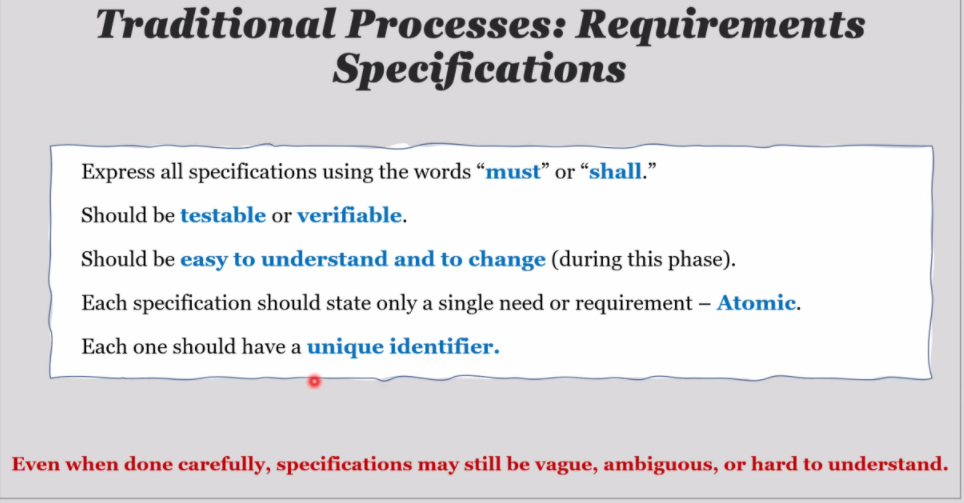 Traditional Processes: Requirements
Specifications
Express all specifications using the words “must” or “shall.”
Should be testable or verifiable.
Should be easy to understand and to change (during this phase).
Each specification should state only a single need or requirement – Atomic.
Each one should have a unique identifier.
Even when done carefully, specifications may still be vague, ambiguous, or hard to understand.